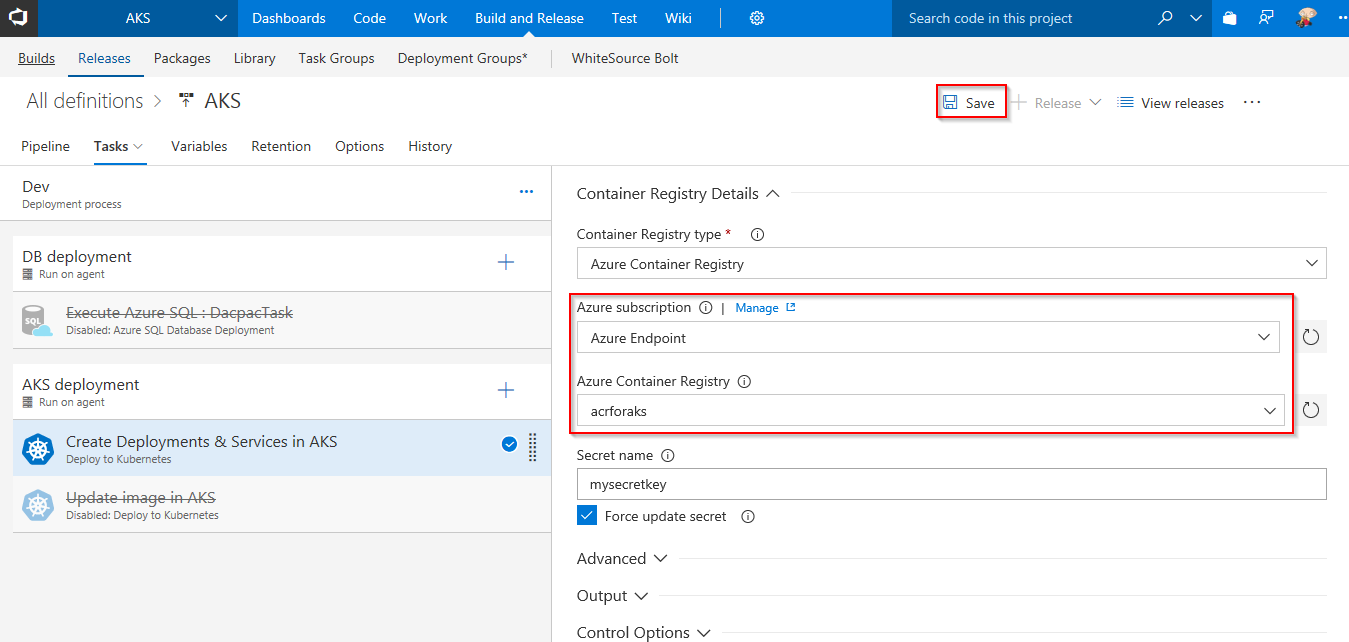 AKS Dashboards Code Work Build and Release Test Wiki Search code in this project
Builds Releases Packages Library Task Groups Deployment Groups* WhiteSource Bolt
All definitions > AKS Save Release View releases ...
Pipeline Tasks Variables Retention Options History
Dev
Deployment process
DB deployment
Run on agent
SQL
Execute Azure SQL : DacpacTask
Disabled: Azure SQL Database Deployment
AKS deployment
Run on agent
Create Deployments & Services in AKS
Deploy to Kubernetes
Update image in AKS
Disabled: Deploy to Kubernetes
Container Registry Details
Container Registry type *
Azure Container Registry
Azure subscription | Manage
Azure Endpoint
Azure Container Registry
acrforaks
Secret name
mysecretkey
Force update secret
Advanced
Output
Control Options